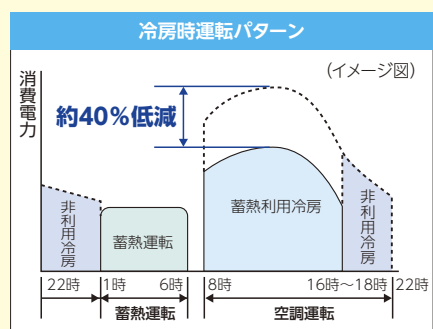 冷房時運転パターン
(イメージ図)
消費電力
約40%低減
非利用冷房
蓄熱運転
蓄熱利用冷房
非利用冷房
22時 1時 6時 8時 16時〜18時 22時
蓄熱運転 空調運転